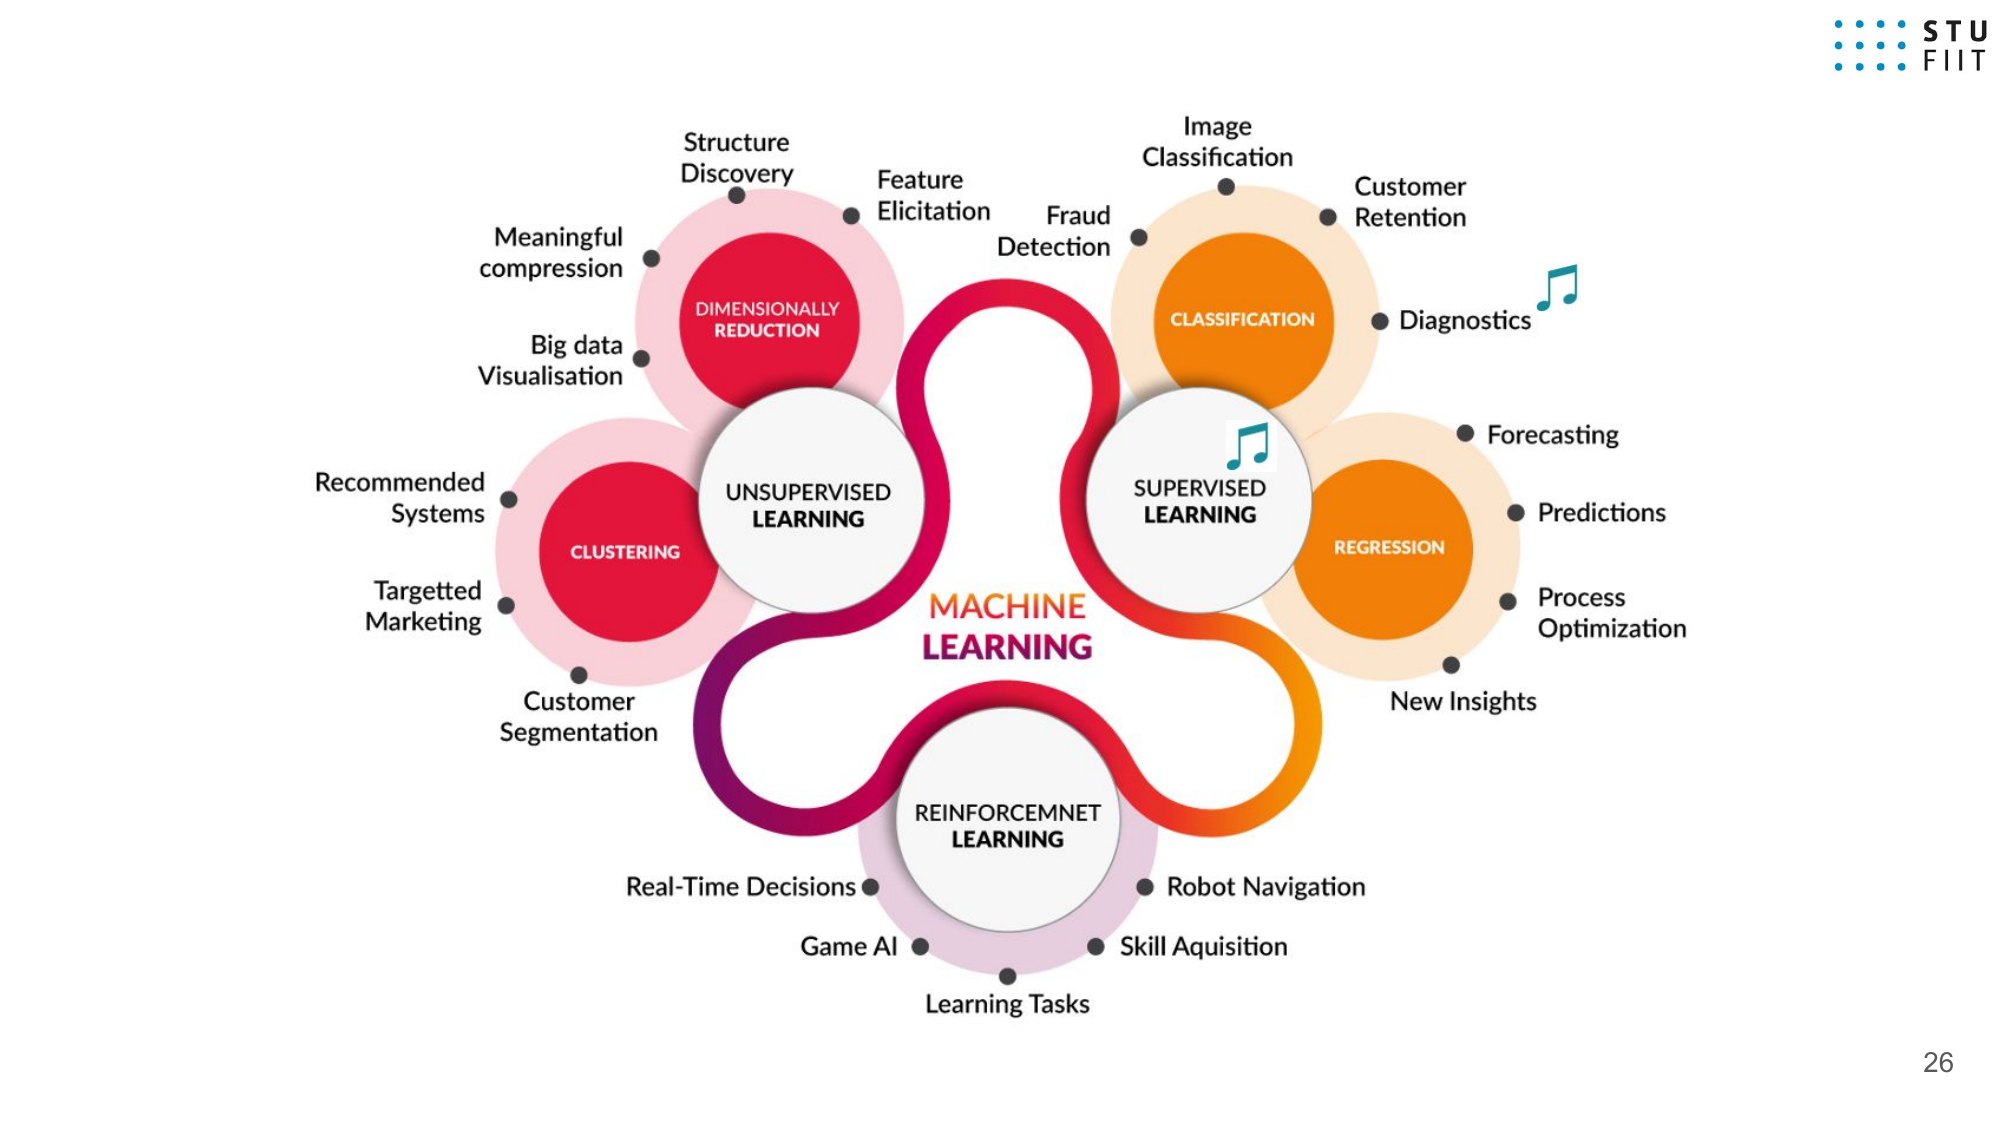 STU
FIIT
Structure
Discovery
Feature
Elicitation
Meaningful
compression
Big data
Visualisation
DIMENSIONALLY
REDUCTION
Image
Classification
Fraud
Detection
Customer
Retention
Diagnostics
CLASSIFICATION
Recommended
Systems
Targetted
Marketing
Customer
Segmentation
CLUSTERING
UNSUPERVISED
LEARNING
SUPERVISED
LEARNING
REGRESSION
Forecasting
Predictions
Process
Optimization
New Insights
MACHINE
LEARNING
REINFORCEMNET
LEARNING
Real-Time Decisions
Game AI
Learning Tasks
Skill Aquisition
Robot Navigation
26